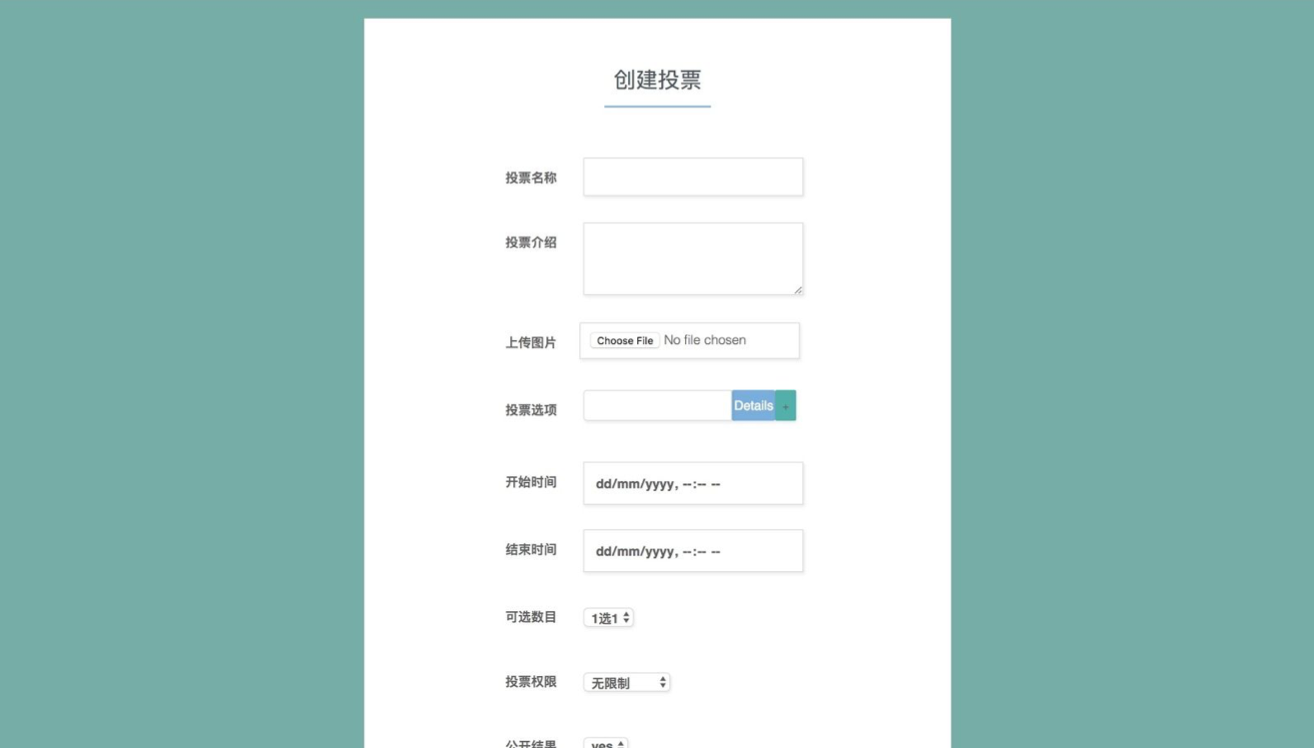 创建投票
投票名称
投票介绍
上传图片 Choose File No file chosen
投票选项 Details +
开始时间 dd/mm/yyyy, --:-- --
结束时间 dd/mm/yyyy, --:-- --
可选数目 1选1
投票权限 无限制
公开结果 yes